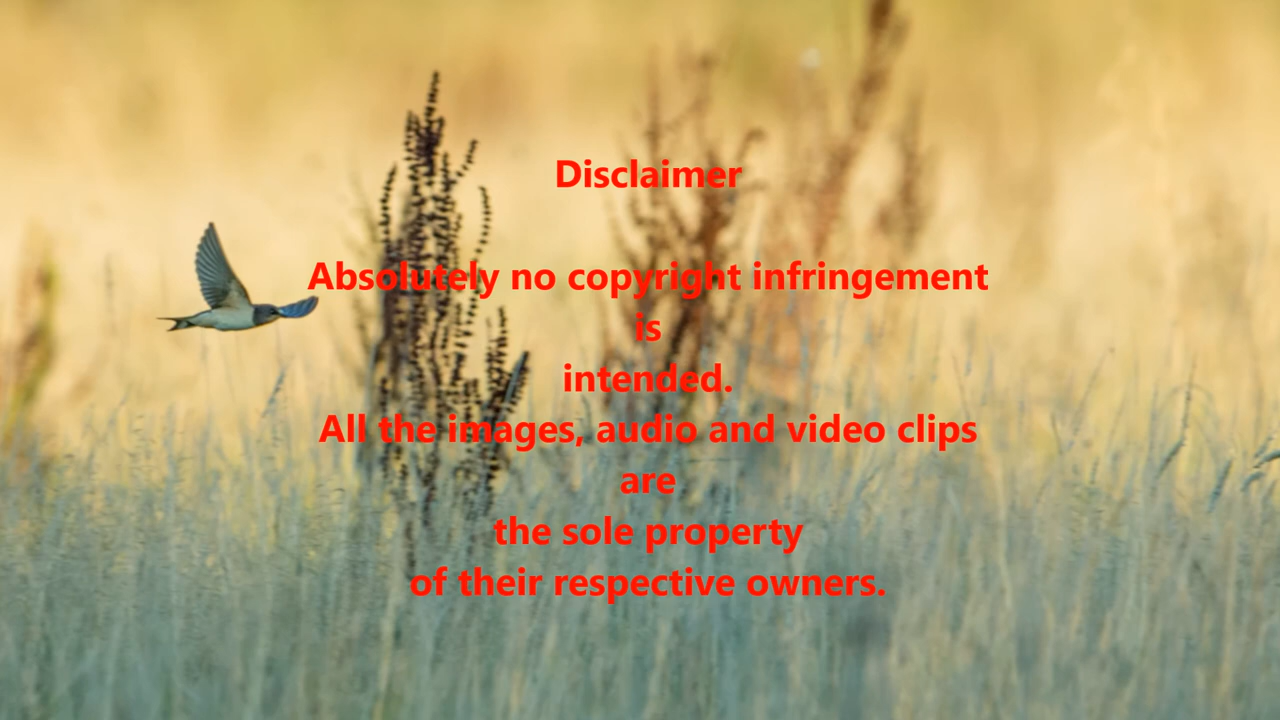 Disclaimer
Absolutely no copyright infringement
is
intended.
All the images, audio and video clips
are
the sole property
of their respective owners.